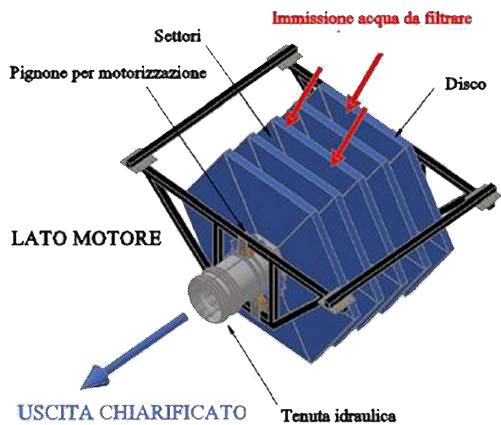 Immissione acqua da filtrare
Settori
Pignone per motorizzazione
Disco
LATO MOTORE
USCITA CHIARIFICATO
Tenuta idraulica